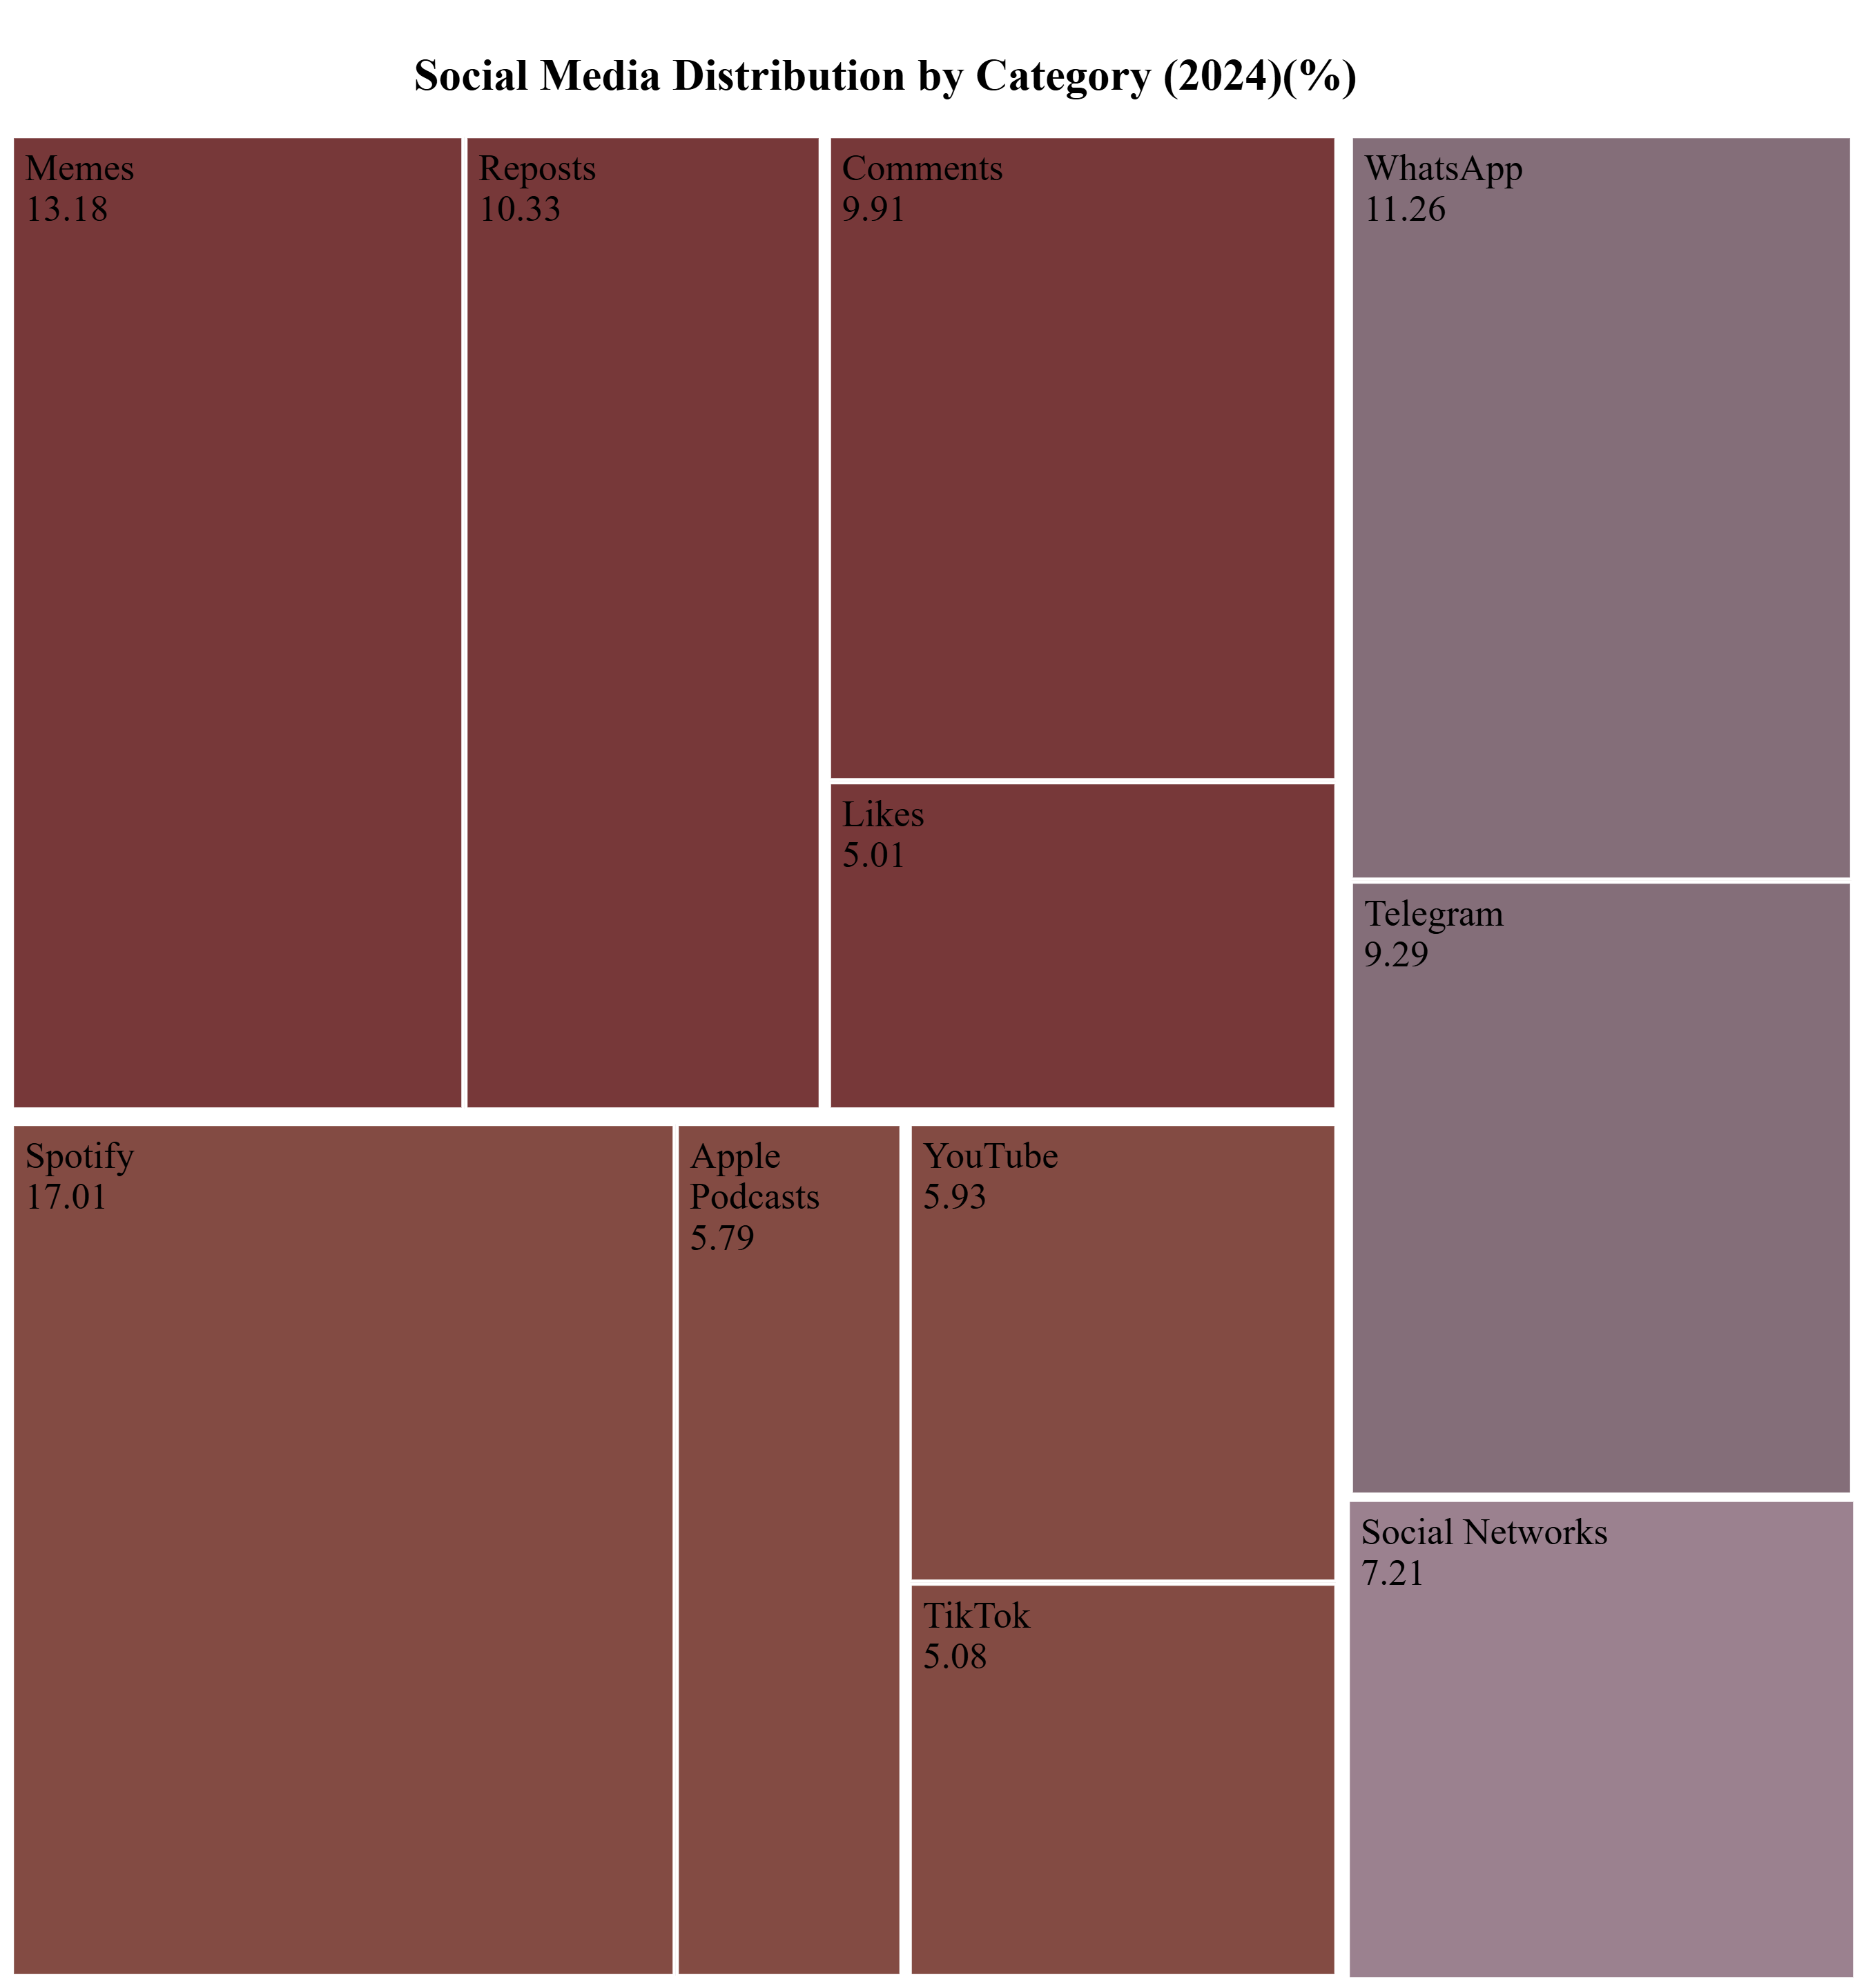 Social Media Distribution by Category (2024)(%)
Memes
13.18
Reposts
10.33
Comments
9.91
Likes
5.01
WhatsApp
11.26
Telegram
9.29
Spotify
17.01
Apple
Podcasts
5.79
YouTube
5.93
TikTok
5.08
Social Networks
7.21